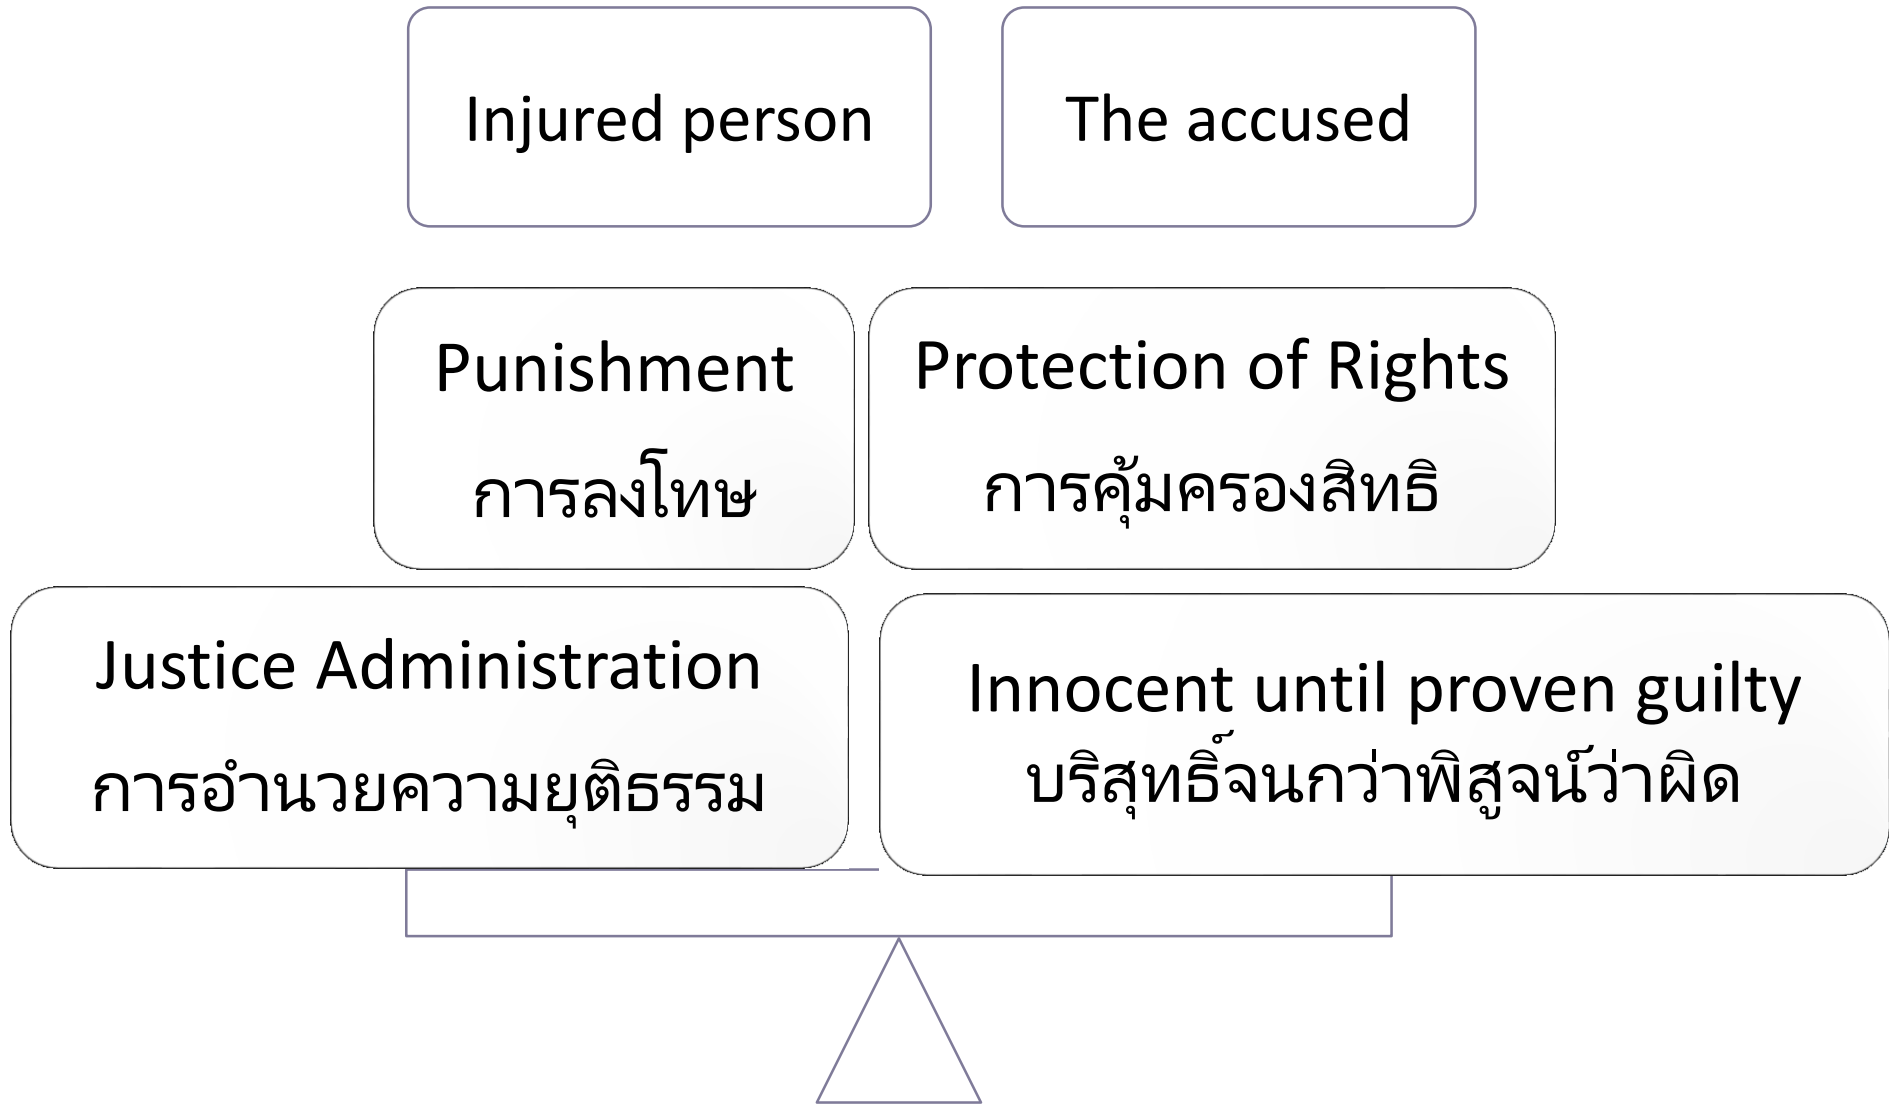 Injured person
The accused
Punishment
การลงโทษ
Protection of Rights
การคุ้มครองสิทธิ
Justice Administration
การอำนวยความยุติธรรม
Innocent until proven guilty
บริสุทธิ์จนกว่าพิสูจน์ว่าผิด